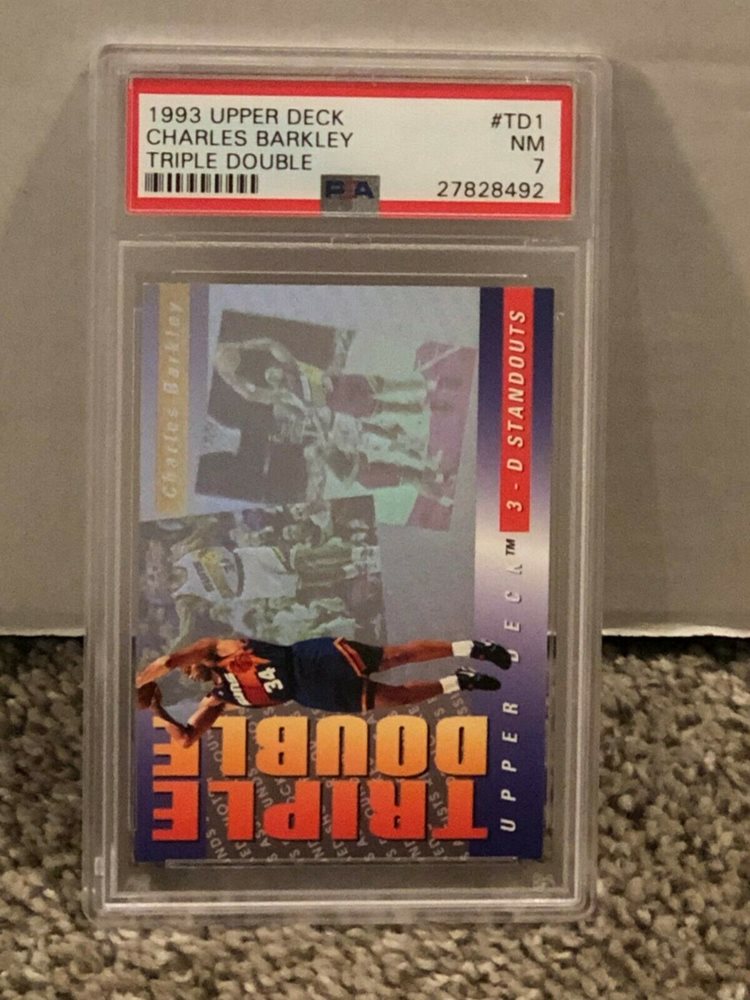 1993 UPPER DECK #TD1
CHARLES BARKLEY NM
TRIPLE DOUBLE 7
PSA 27828492
Charles Barkley
3-D STANDOUTS
UPPER DECK™
SUNS
34
TRIPLE
DOUBLE